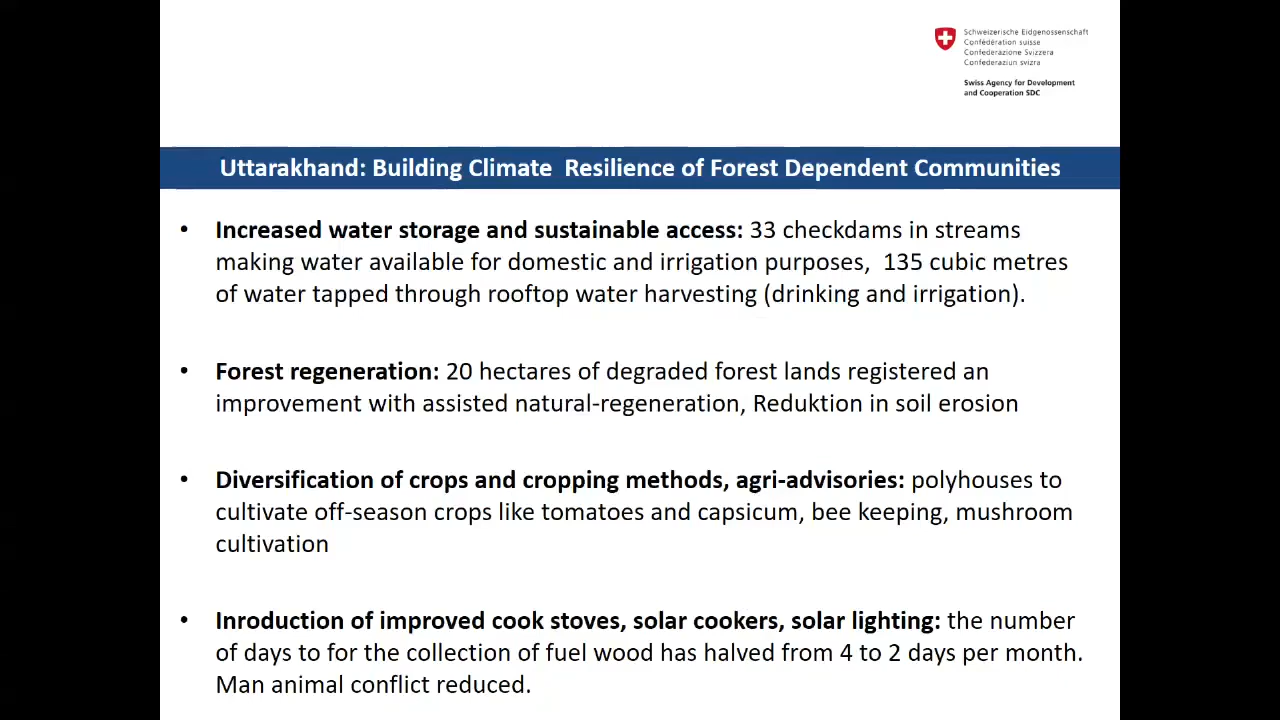 Schweizerische Eidgenossenschaft
Confédération suisse
Confederazione Svizzera
Confederaziun svizra
Swiss Agency for Development
and Cooperation SDC
Uttarakhand: Building Climate  Resilience of Forest Dependent Communities
• Increased water storage and sustainable access: 33 checkdams in streams
making water available for domestic and irrigation purposes,  135 cubic metres
of water tapped through rooftop water harvesting (drinking and irrigation).
• Forest regeneration: 20 hectares of degraded forest lands registered an
improvement with assisted natural-regeneration, Reduktion in soil erosion
• Diversification of crops and cropping methods, agri-advisories: polyhouses to
cultivate off-season crops like tomatoes and capsicum, bee keeping, mushroom
cultivation
• Inroduction of improved cook stoves, solar cookers, solar lighting: the number
of days to for the collection of fuel wood has halved from 4 to 2 days per month.
Man animal conflict reduced.